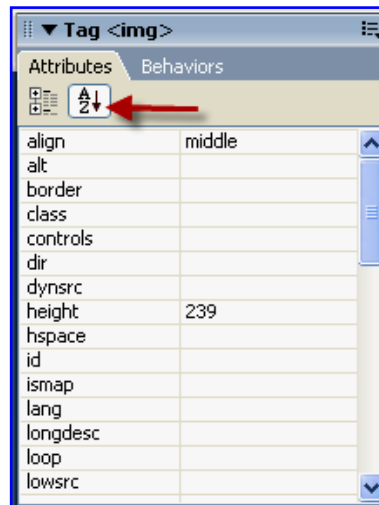 Tag <img>
Attributes Behaviors
A Z
align middle
alt
border
class
controls
dir
dynsrc
height 239
hspace
id
ismap
lang
longdesc
loop
lowsrc